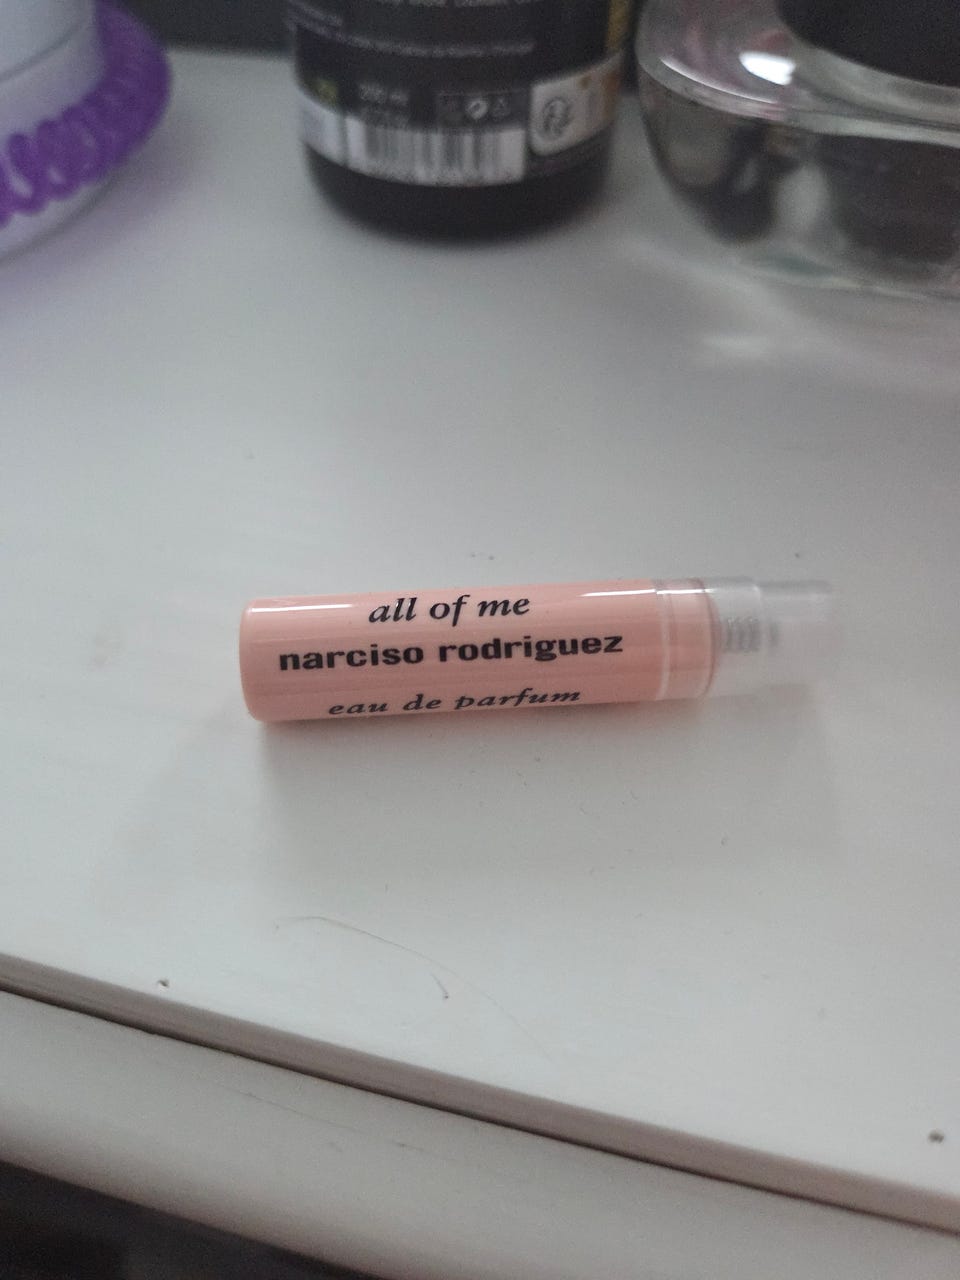 all of me
narciso rodriguez
eau de parfum